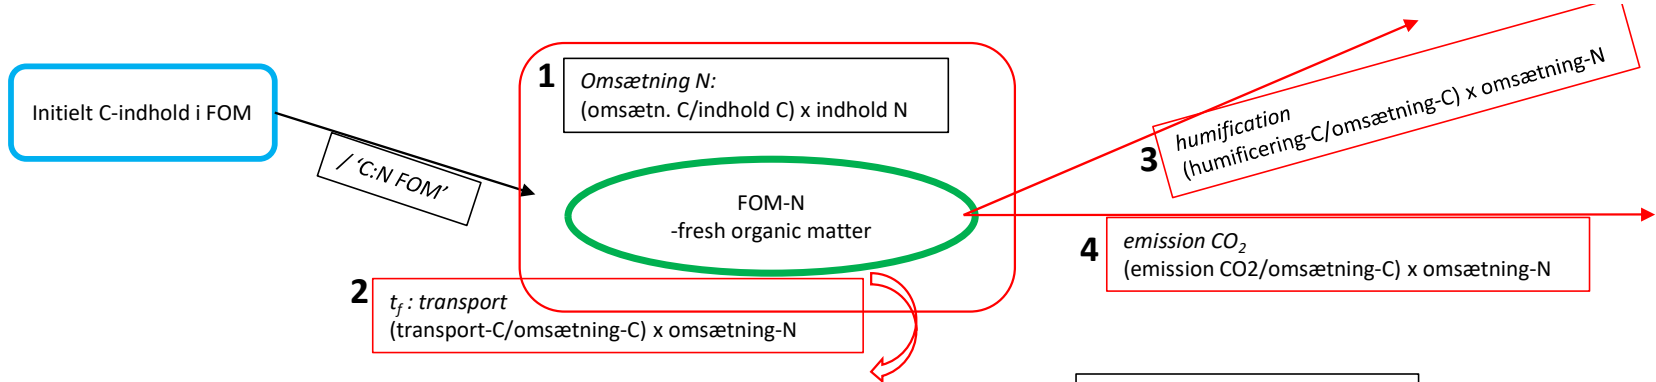 Initielt C-indhold i FOM
/ ‘C:N FOM’
1
Omsætning N:
(omsætn. C/indhold C) x indhold N
FOM-N
-fresh organic matter
2
t_f : transport
(transport-C/omsætning-C) x omsætning-N
3
humification
(humificering-C/omsætning-C) x omsætning-N
4
emission CO₂
(emission CO2/omsætning-C) x omsætning-N